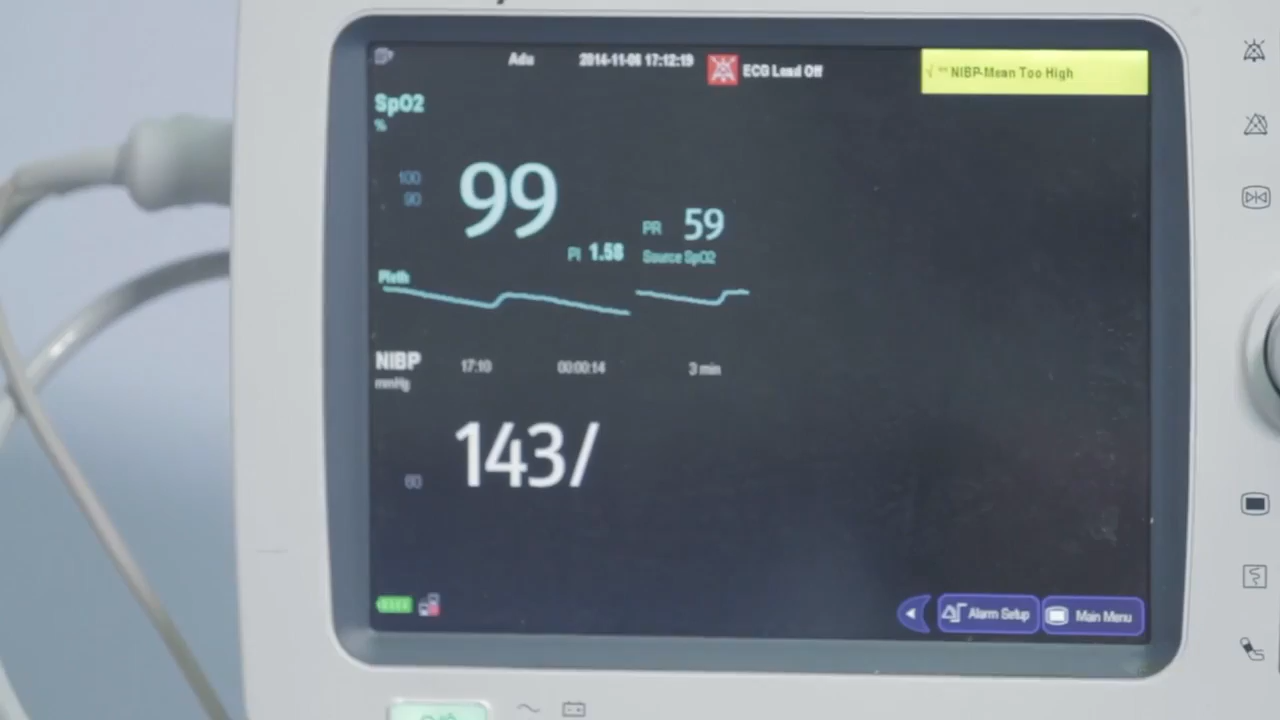 Adu 2014-11-06 17:12:19 ECG Lead Off √ ** NIBP-Mean Too High
SpO2
%
100
90
99
PR 59
PI 1.58 Source SpO2
Pleth
NIBP 17:10 00:00:14 3 min
mmHg
143/
60
Alarm Setup Main Menu